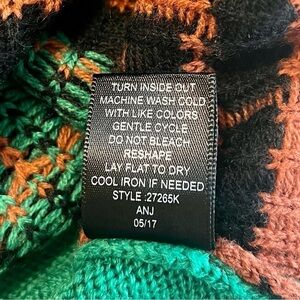 TURN INSIDE OUT
MACHINE WASH COLD
WITH LIKE COLORS
GENTLE CYCLE
DO NOT BLEACH
RESHAPE
LAY FLAT TO DRY
COOL IRON IF NEEDED
STYLE :27265K
ANJ
05/17